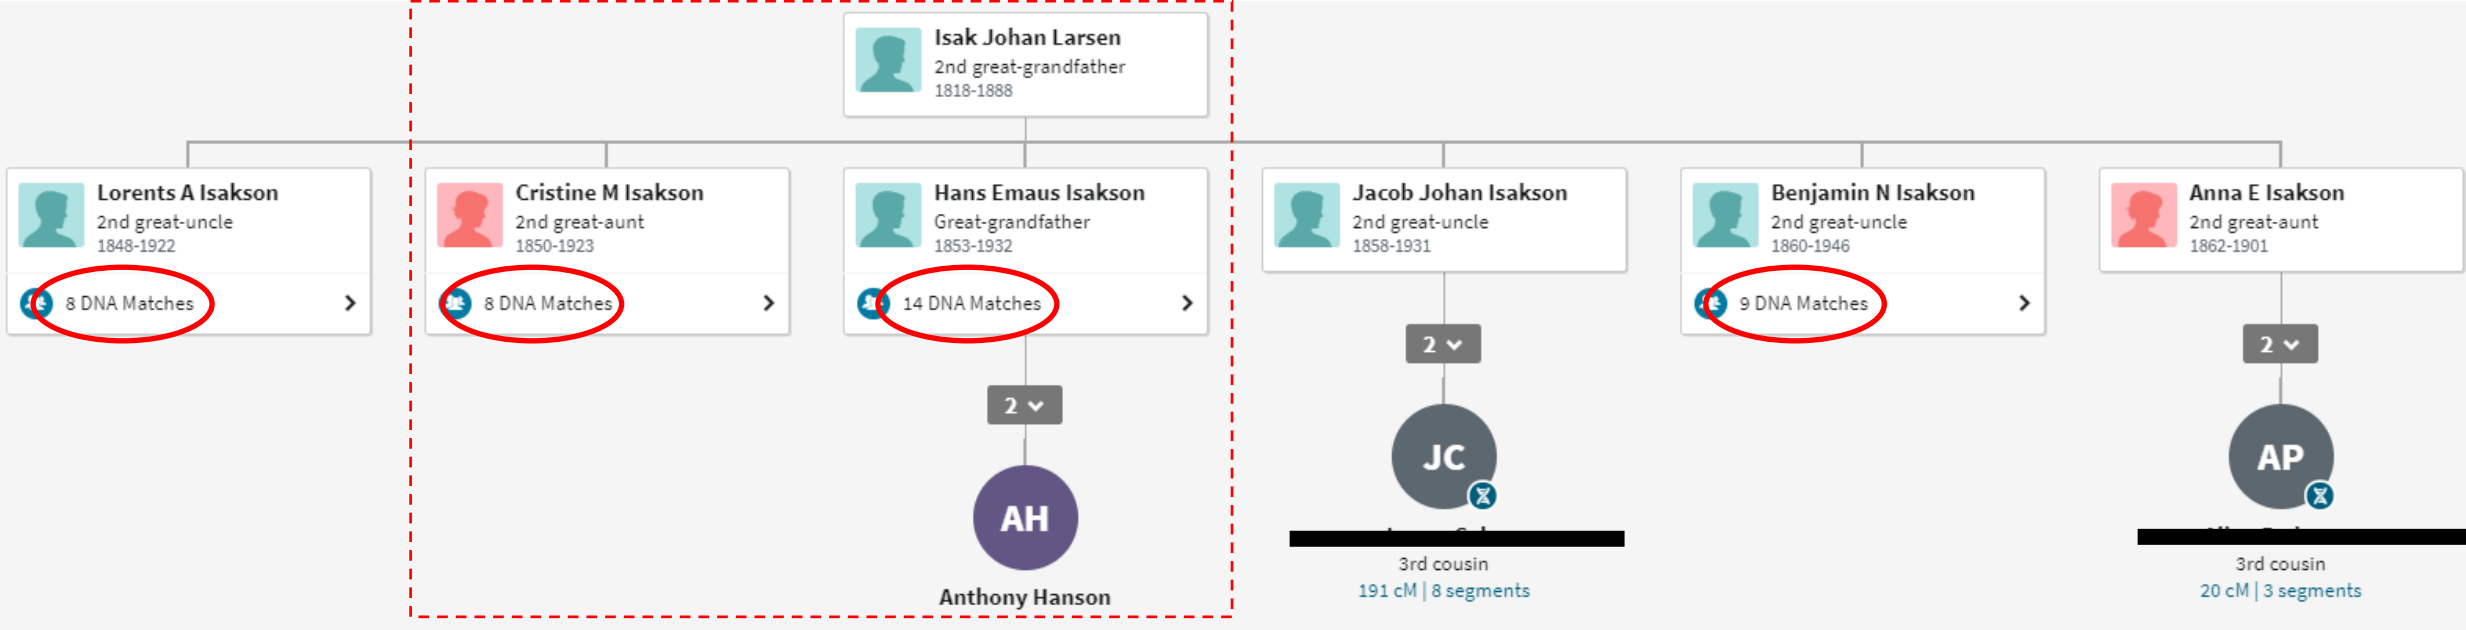 Isak Johan Larsen
2nd great-grandfather
1818-1888
Lorents A Isakson
2nd great-uncle
1848-1922
8 DNA Matches
Cristine M Isakson
2nd great-aunt
1850-1923
8 DNA Matches
Hans Emaus Isakson
Great-grandfather
1853-1932
14 DNA Matches
2
AH
Anthony Hanson
Jacob Johan Isakson
2nd great-uncle
1858-1931
2
JC
3rd cousin
191 cM | 8 segments
Benjamin N Isakson
2nd great-uncle
1860-1946
9 DNA Matches
Anna E Isakson
2nd great-aunt
1862-1901
2
AP
3rd cousin
20 cM | 3 segments